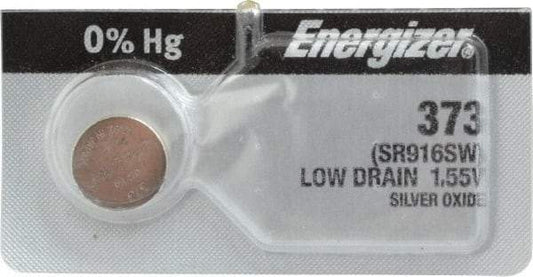 0% Hg
Energizer
373
(SR916SW)
LOW DRAIN 1.55V
SILVER OXIDE